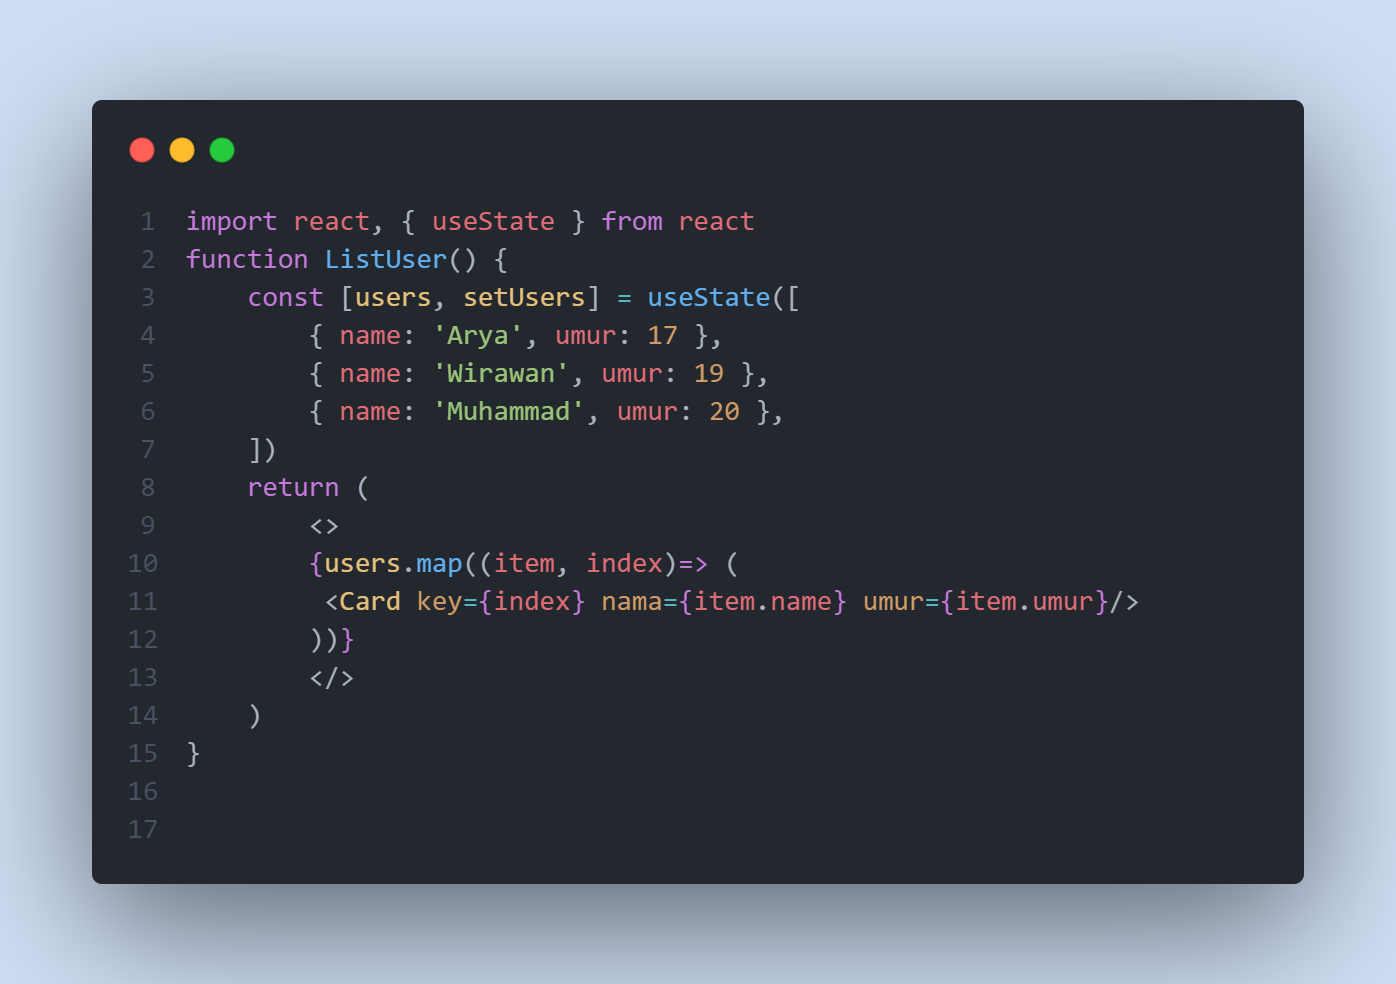 1 import react, { useState } from react
2 function ListUser() {
3     const [users, setUsers] = useState([
4         { name: 'Arya', umur: 17 },
5         { name: 'Wirawan', umur: 19 },
6         { name: 'Muhammad', umur: 20 },
7     ])
8     return (
9         <>
10         {users.map((item, index)=> (
11          <Card key={index} nama={item.name} umur={item.umur}/>
12         ))}
13         </>
14     )
15 }
16
17